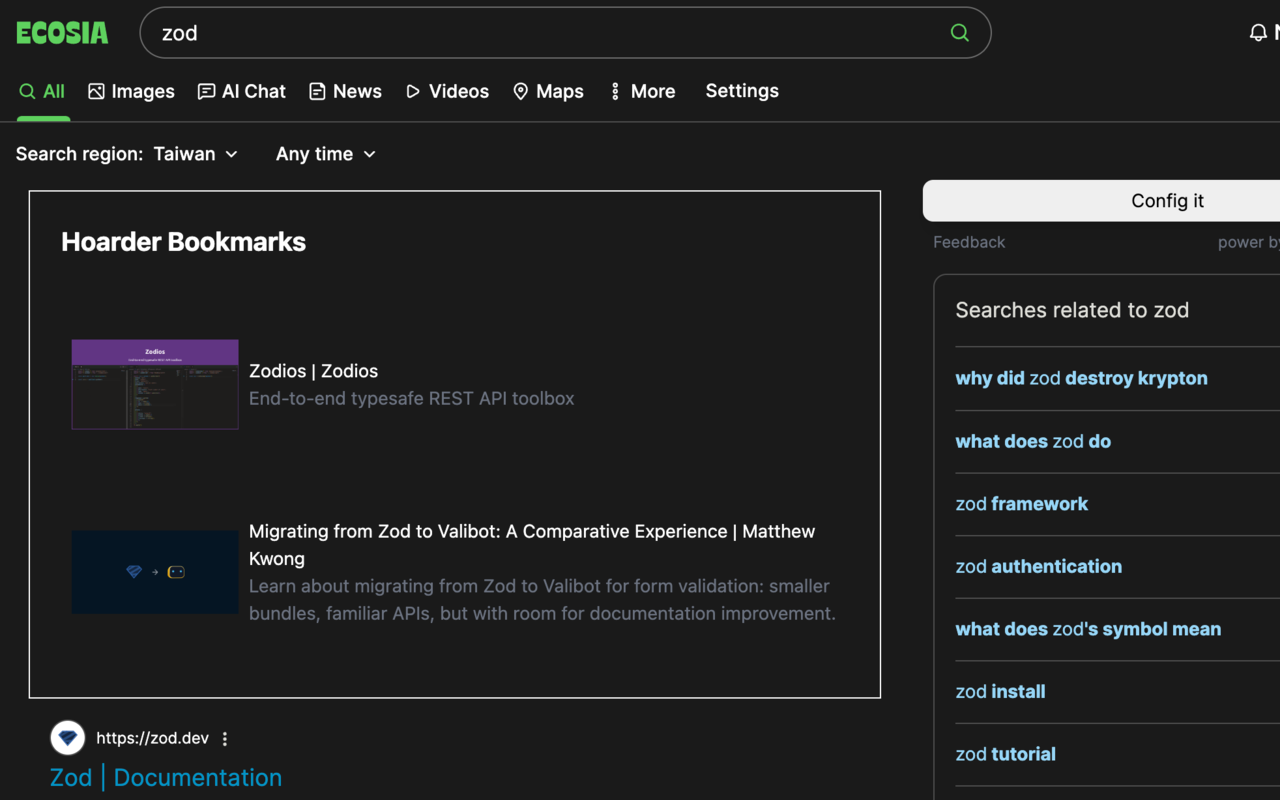 ECOSIA
zod
All
Images
AI Chat
News
Videos
Maps
More
Settings
Search region: Taiwan
Any time
Hoarder Bookmarks
Zodios
Zodios | Zodios
End-to-end typesafe REST API toolbox
Migrating from Zod to Valibot: A Comparative Experience | Matthew
Kwong
Learn about migrating from Zod to Valibot for form validation: smaller
bundles, familiar APIs, but with room for documentation improvement.
https://zod.dev
Zod | Documentation
Config it
Feedback
power by
Searches related to zod
why did zod destroy krypton
what does zod do
zod framework
zod authentication
what does zod's symbol mean
zod install
zod tutorial